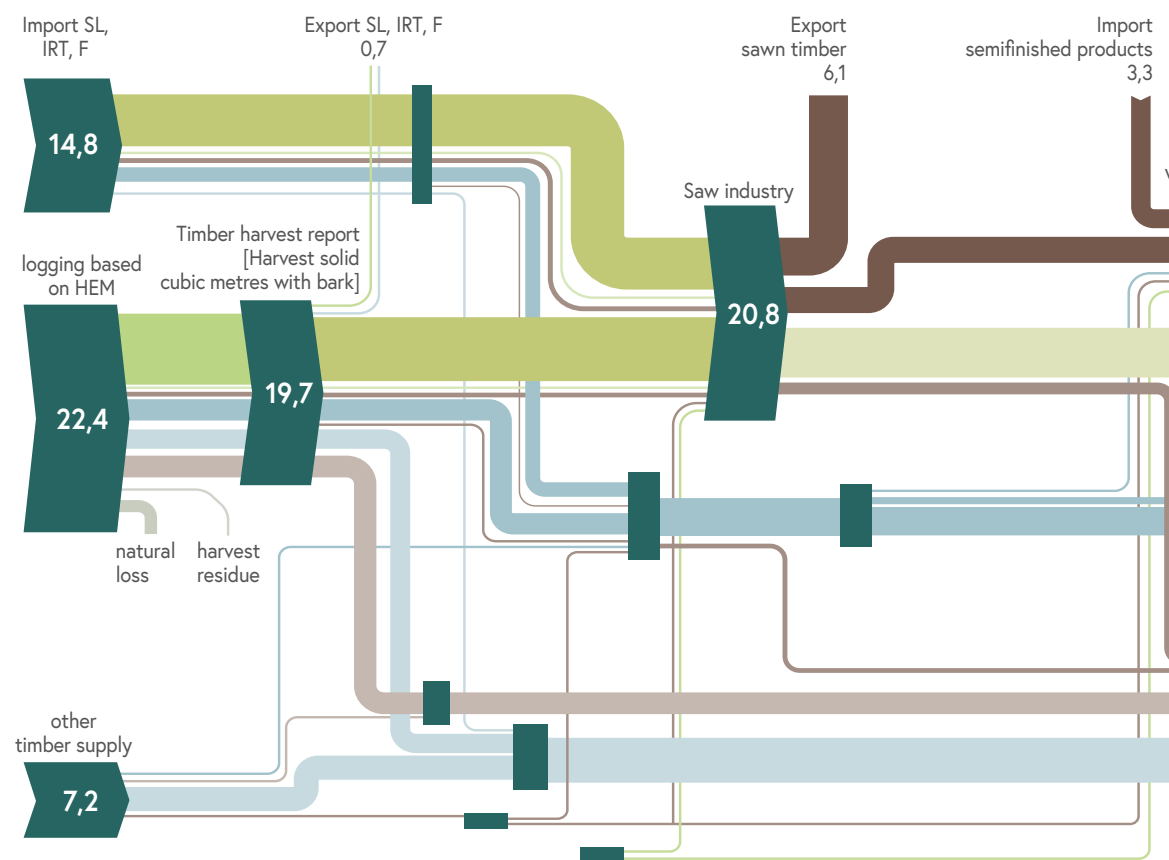 Import SL,
IRT, F
Export SL, IRT, F
0,7
Export
sawn timber
6,1
Import
semifinished products
3,3
14,8
Saw industry
Timber harvest report
[Harvest solid
cubic metres with bark]
logging based
on HEM
20,8
19,7
22,4
natural
loss
harvest
residue
other
timber supply
7,2